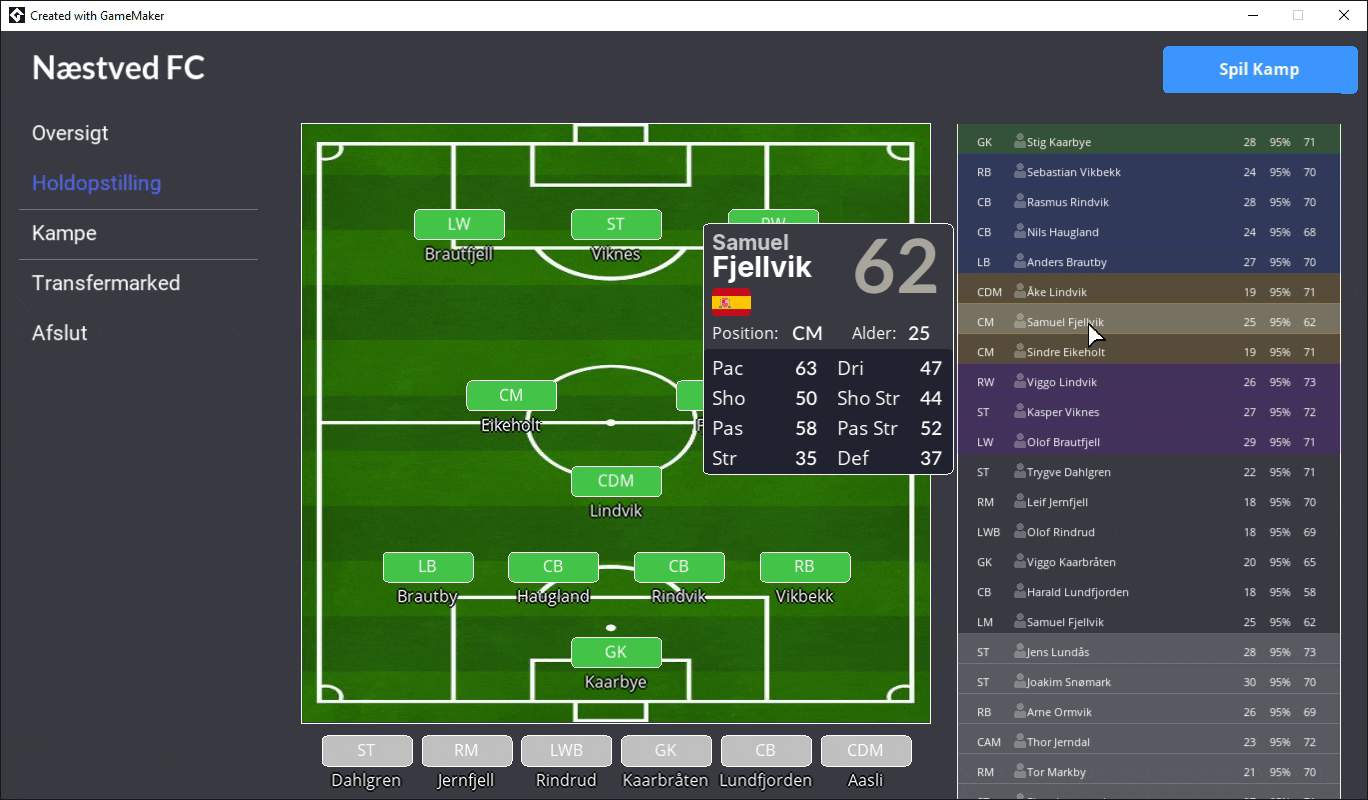 Created with GameMaker
Næstved FC
Spil Kamp
Oversigt
Holdopstilling
Kampe
Transfermarked
Afslut
LW
Brautfjell
ST
Viknes
RW
CM
Eikeholt
CDM
Lindvik
LB
Brautby
CB
Haugland
CB
Rindvik
RB
Vikbekk
GK
Kaarbye
ST
Dahlgren
RM
Jernfjell
LWB
Rindrud
GK
Kaarbråten
CB
Lundfjorden
CDM
Aasli
Samuel
Fjellvik
62
Position: CM Alder: 25
Pac 63 Dri 47
Sho 50 Sho Str 44
Pas 58 Pas Str 52
Str 35 Def 37
GK Stig Kaarbye 28 95% 71
RB Sebastian Vikbekk 24 95% 70
CB Rasmus Rindvik 28 95% 70
CB Nils Haugland 24 95% 68
LB Anders Brautby 27 95% 70
CDM Åke Lindvik 19 95% 71
CM Samuel Fjellvik 25 95% 62
CM Sindre Eikeholt 19 95% 71
RW Viggo Lindvik 26 95% 73
ST Kasper Viknes 27 95% 72
LW Olof Brautfjell 29 95% 71
ST Trygve Dahlgren 22 95% 71
RM Leif Jernfjell 18 95% 70
LWB Olof Rindrud 18 95% 69
GK Viggo Kaarbråten 20 95% 65
CB Harald Lundfjorden 18 95% 58
LM Samuel Fjellvik 25 95% 62
ST Jens Lundås 28 95% 73
ST Joakim Snømark 30 95% 70
RB Arne Ormvik 26 95% 69
CAM Thor Jerndal 23 95% 72
RM Tor Markby 21 95% 70